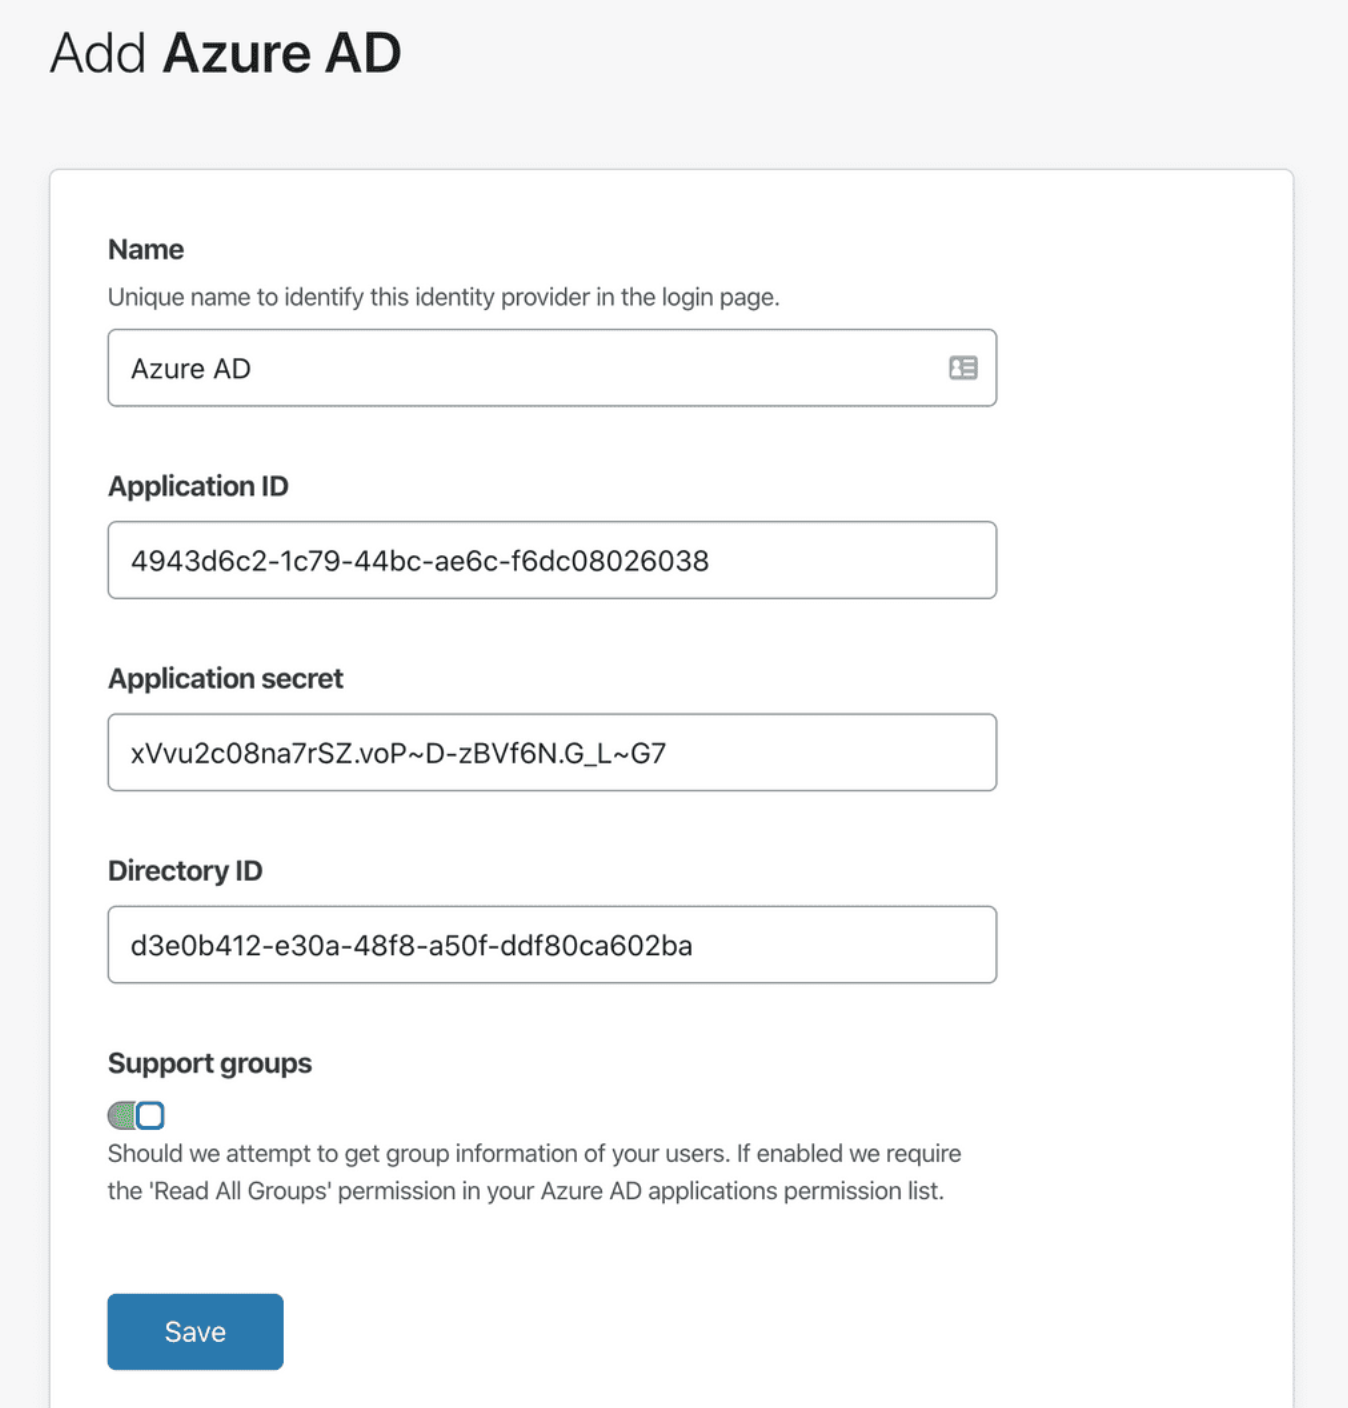 Add Azure AD
Name
Unique name to identify this identity provider in the login page.
Azure AD
Application ID
4943d6c2-1c79-44bc-ae6c-f6dc08026038
Application secret
xVvu2c08na7rSZ.voP~D-zBVf6N.G_L~G7
Directory ID
d3e0b412-e30a-48f8-a50f-ddf80ca602ba
Support groups
Should we attempt to get group information of your users. If enabled we require
the 'Read All Groups' permission in your Azure AD applications permission list.
Save